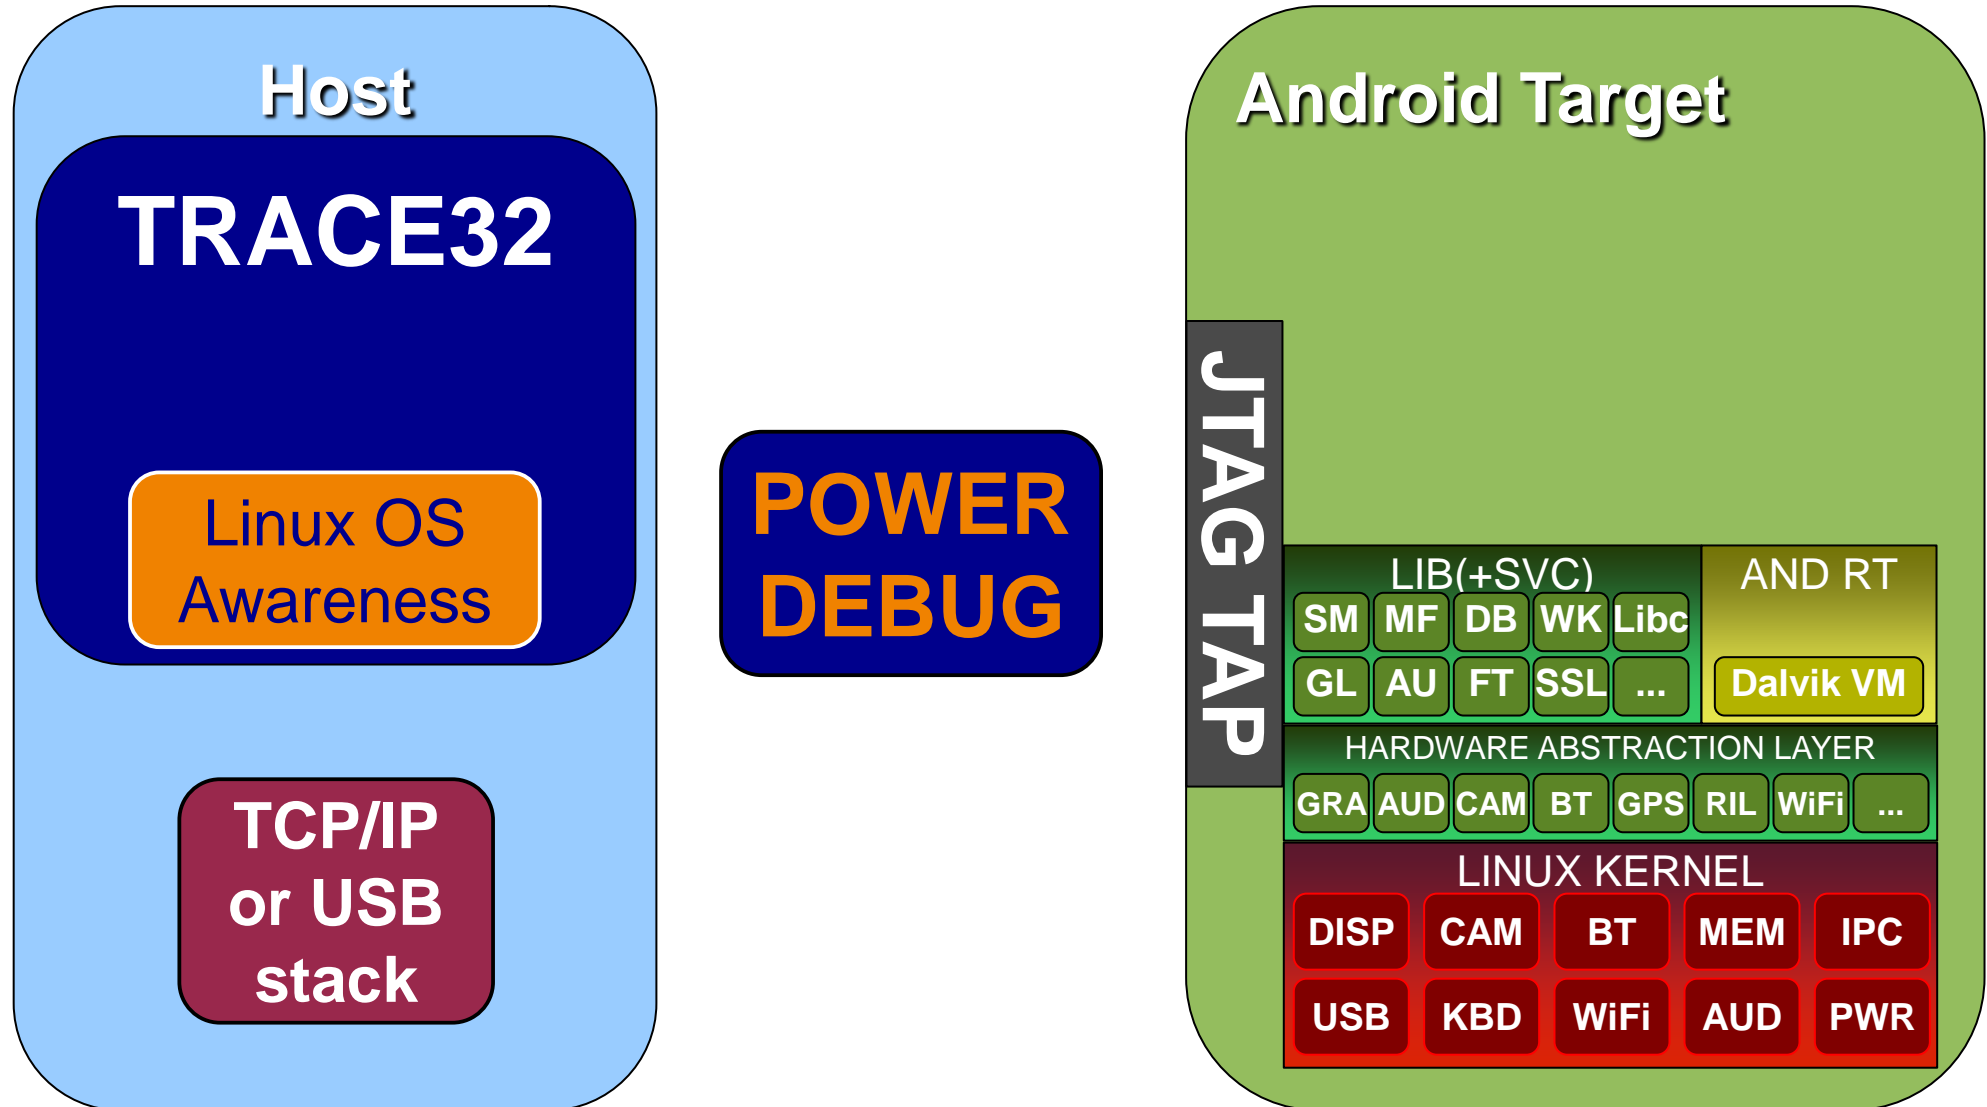 Host
TRACE32
Linux OS
Awareness
TCP/IP
or USB
stack
POWER
DEBUG
Android Target
JTAG TAP
LIB(+SVC)
SM MF DB WK Libc
GL AU FT SSL ...
AND RT
Dalvik VM
HARDWARE ABSTRACTION LAYER
GRA AUD CAM BT GPS RIL WiFi ...
LINUX KERNEL
DISP CAM BT MEM IPC
USB KBD WiFi AUD PWR